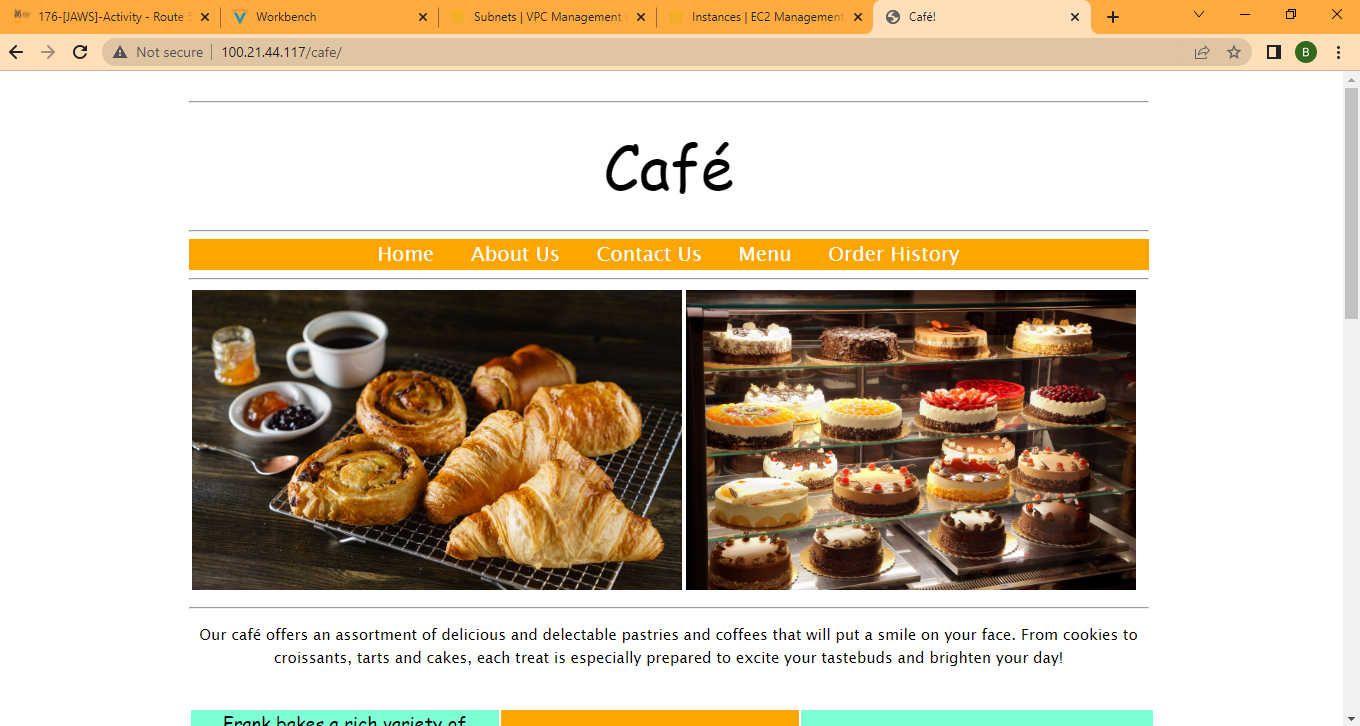 176-[JAWS]-Activity - Route
Workbench
Subnets | VPC Management
Instances | EC2 Management
Café!
Not secure
100.21.44.117/cafe/
B
Café
Home About Us Contact Us Menu Order History
Our café offers an assortment of delicious and delectable pastries and coffees that will put a smile on your face. From cookies to
croissants, tarts and cakes, each treat is especially prepared to excite your tastebuds and brighten your day!
Frank bakes a rich variety of